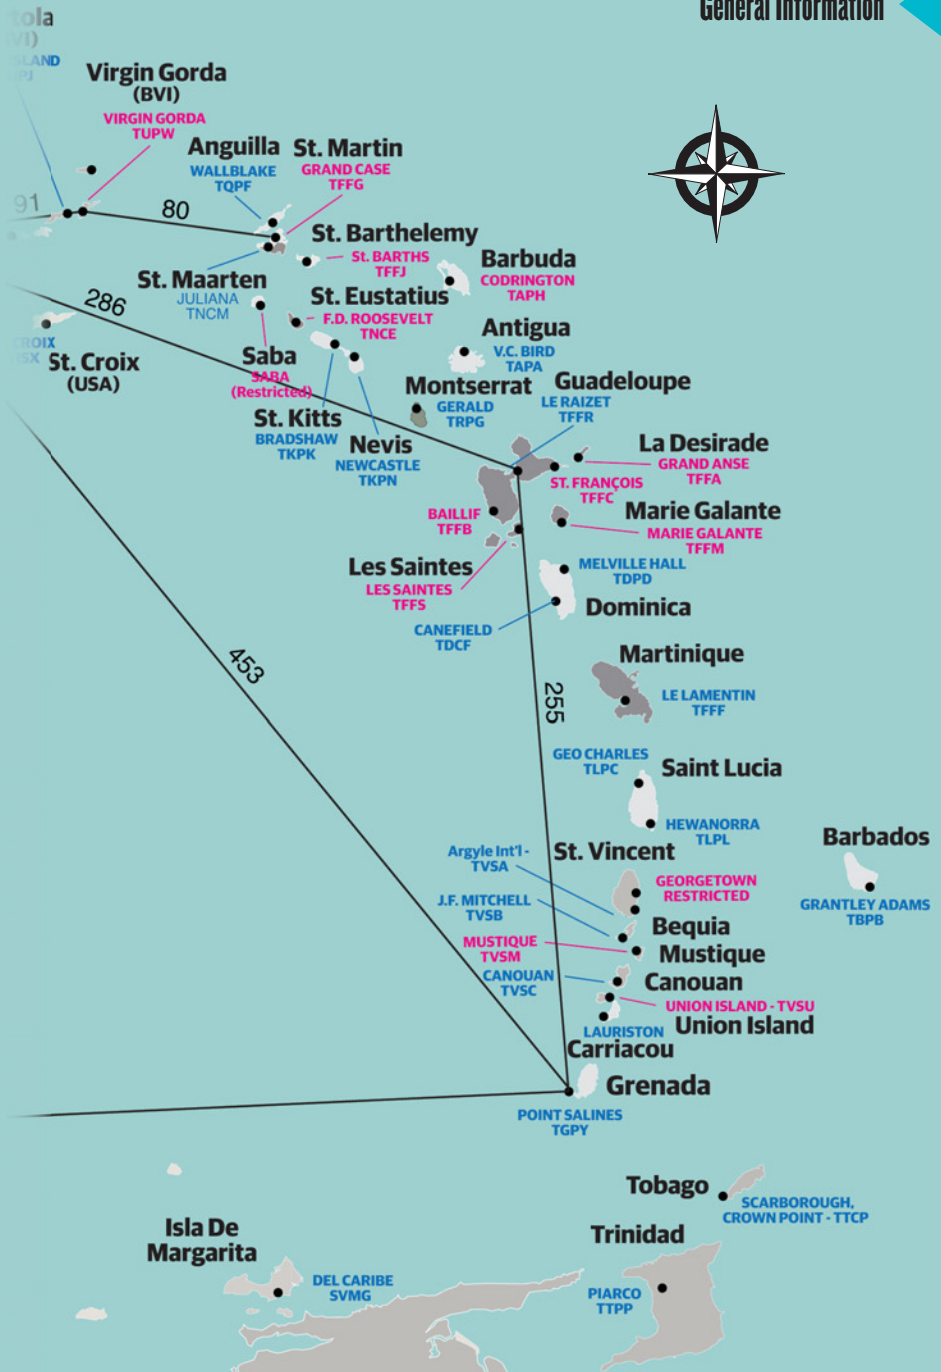 General Information
Virgin Gorda
(BVI)
VIRGIN GORDA
TUPW
Anguilla
WALLBLAKE
TQPF
St. Martin
GRAND CASE
TFFG
91
80
St. Barthelemy
St. BARTHS
TFFJ
Barbuda
CODRINGTON
TAPH
St. Maarten
JULIANA
TNCM
286
St. Eustatius
F.D. ROOSEVELT
TNCE
Antigua
V.C. BIRD
TAPA
CROIX
St. Croix
(USA)
Saba
SABA
(Restricted)
Montserrat
GERALD
TRPG
Guadeloupe
LE RAIZET
TFFR
St. Kitts
BRADSHAW
TKPK
Nevis
NEWCASTLE
TKPN
La Desirade
GRAND ANSE
TFFA
ST. FRANÇOIS
TFFC
BAILLIF
TFFB
Marie Galante
MARIE GALANTE
TFFM
Les Saintes
LES SAINTES
TFFS
MELVILLE HALL
TDPD
Dominica
CANEFIELD
TDCF
453
Martinique
LE LAMENTIN
TFFF
255
GEO CHARLES
TLPC
Saint Lucia
HEWANORRA
TLPL
Barbados
GRANTLEY ADAMS
TBPB
Argyle Int'l -
TVSA
St. Vincent
GEORGETOWN
RESTRICTED
J.F. MITCHELL
TVSB
Bequia
MUSTIQUE
TVSM
Mustique
CANOUAN
TVSC
Canouan
UNION ISLAND - TVSU
Union Island
LAURISTON
Carriacou
Grenada
POINT SALINES
TGPY
Tobago
SCARBOROUGH,
CROWN POINT - TTCP
Isla De
Margarita
DEL CARIBE
SVMG
Trinidad
PIARCO
TTPP